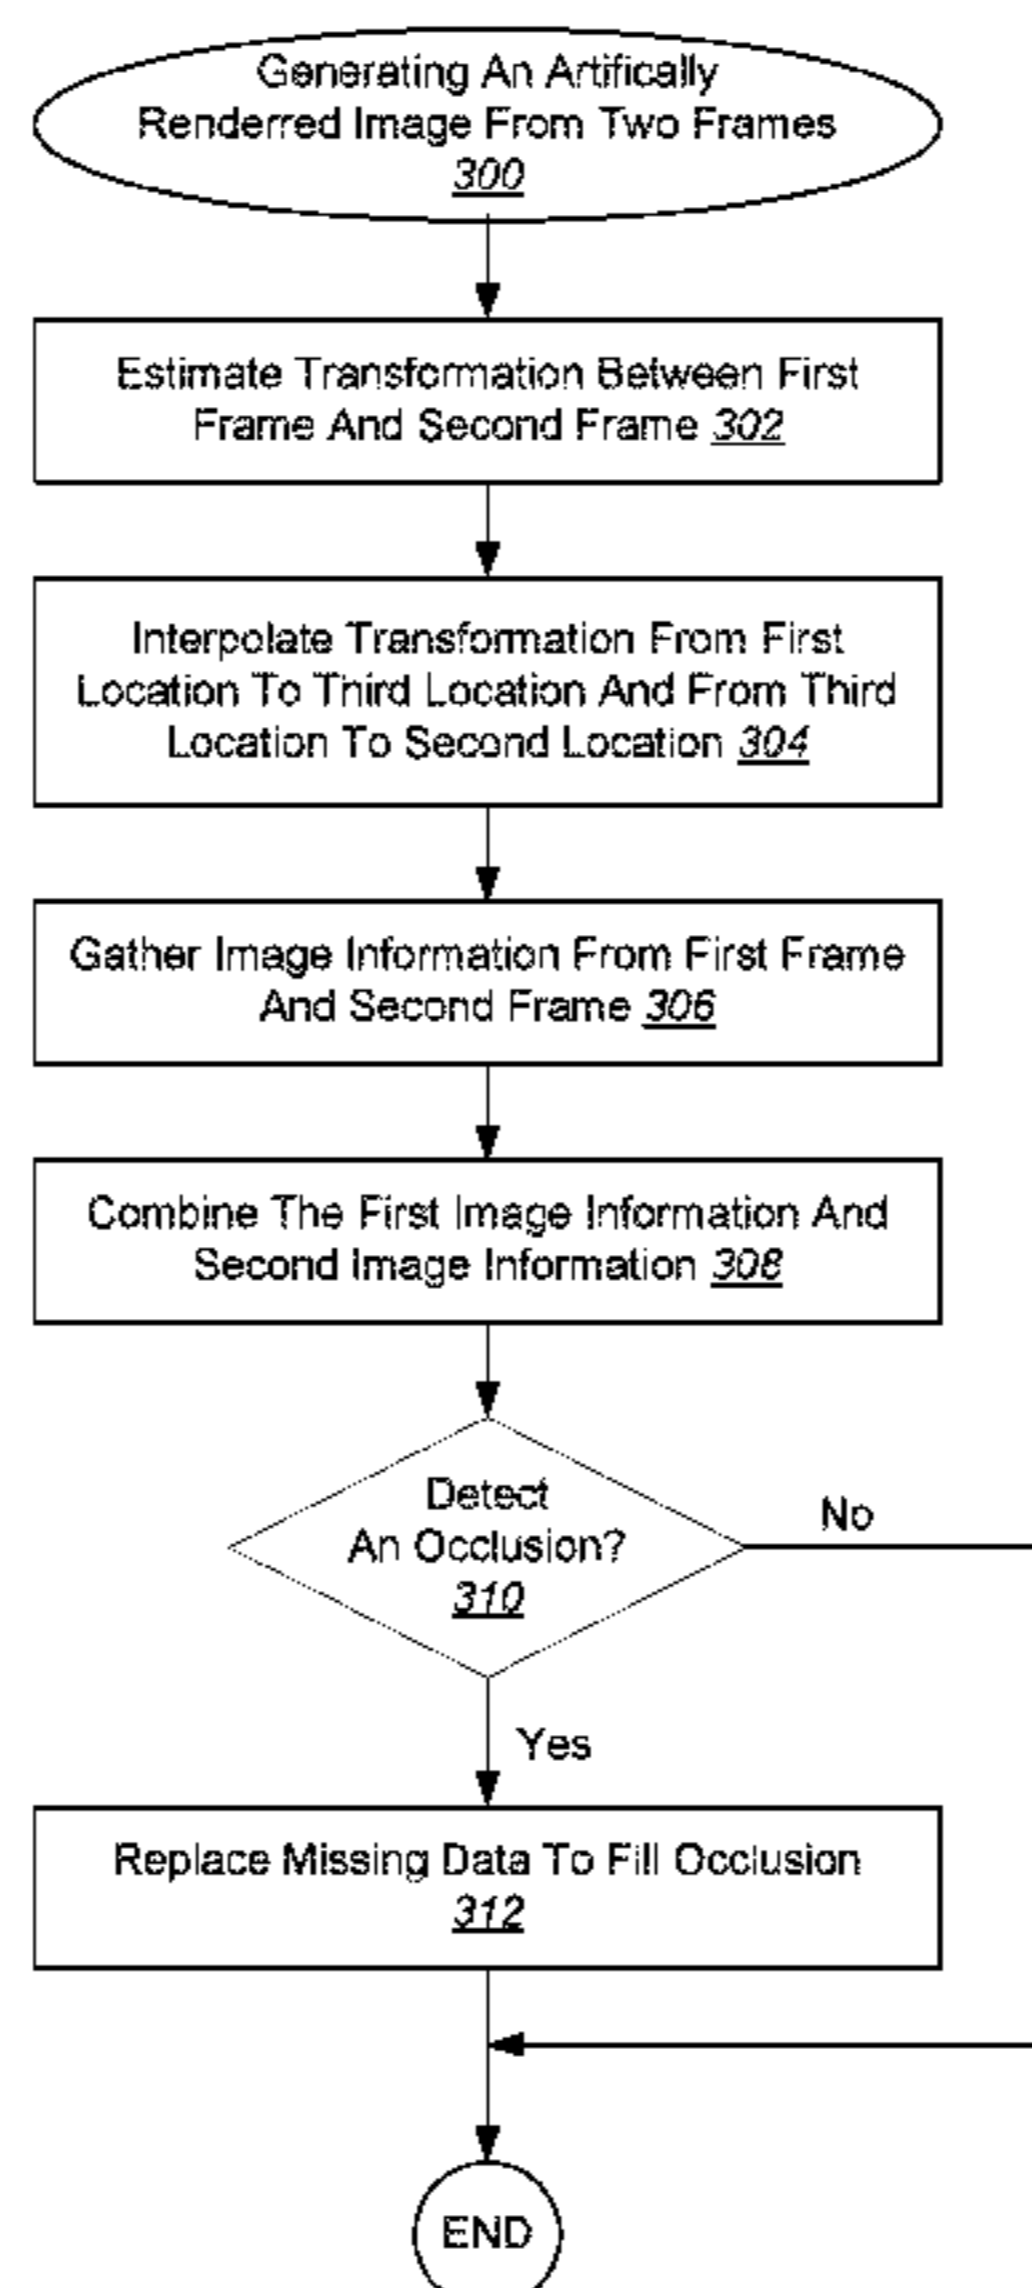 Generating An Artifically
Renderred Image From Two Frames
300
Estimate Transformation Between First
Frame And Second Frame 302
Interpolate Transformation From First
Location To Third Location And From Third
Location To Second Location 304
Gather Image Information From First Frame
And Second Frame 306
Combine The First Image Information And
Second Image Information 308
Detect
An Occlusion?
310
No
Yes
Replace Missing Data To Fill Occlusion
312
END